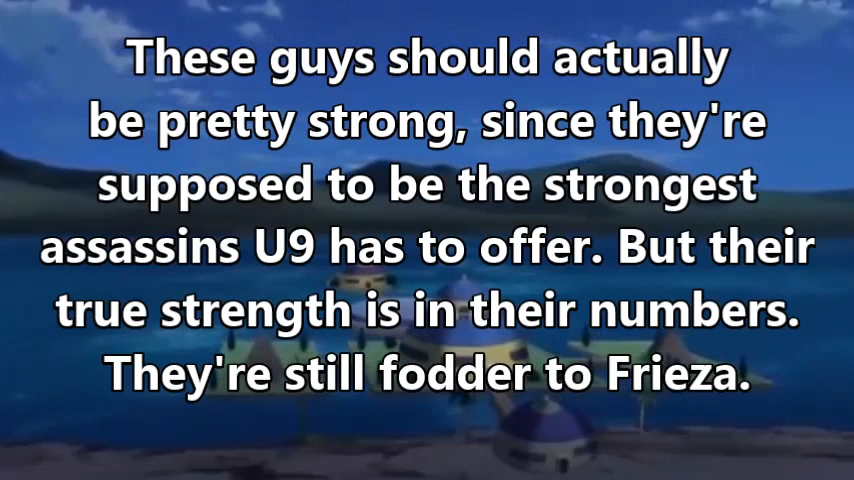 These guys should actually
be pretty strong, since they're
supposed to be the strongest
assassins U9 has to offer. But their
true strength is in their numbers.
They're still fodder to Frieza.